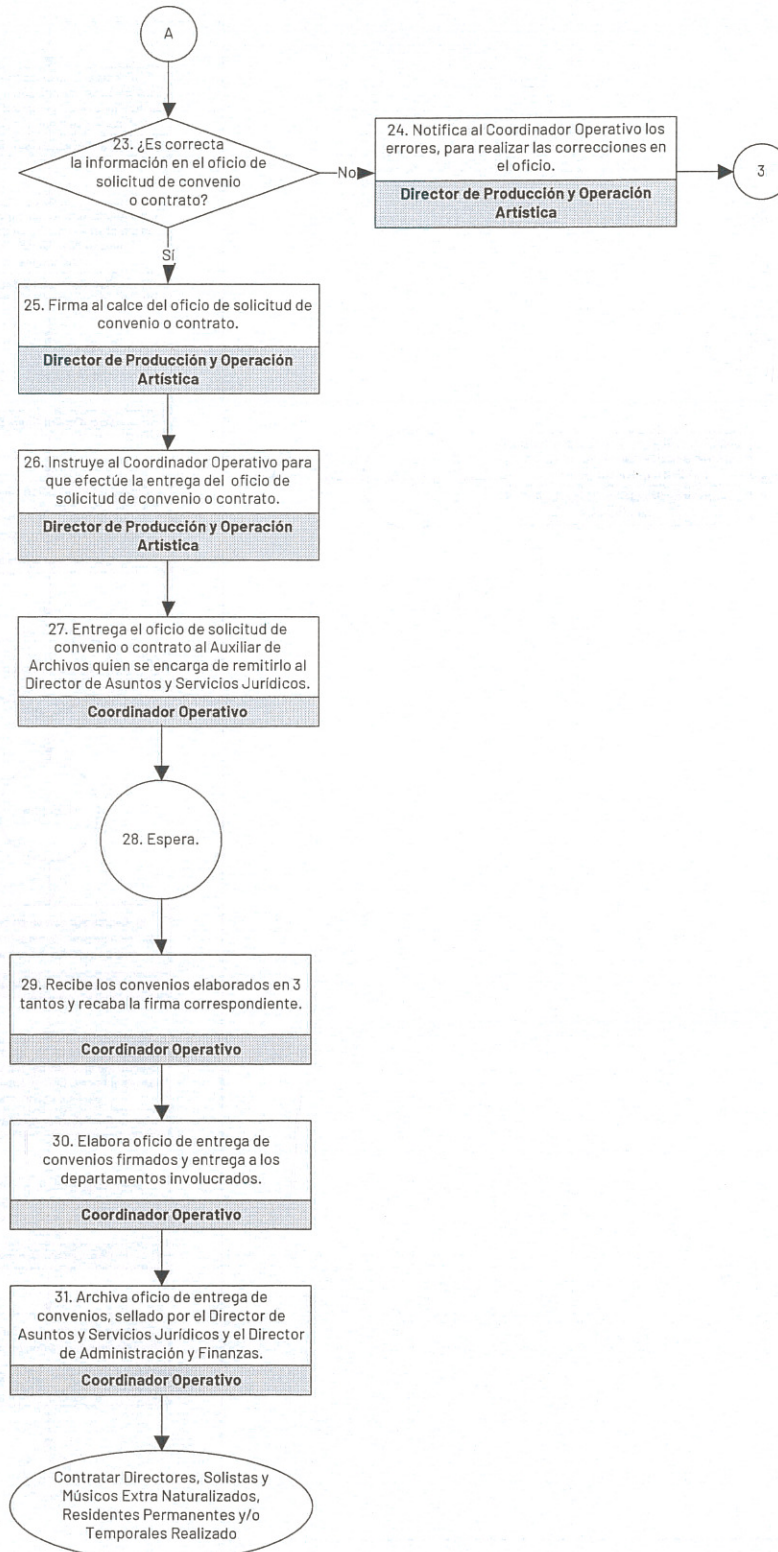 A
23. ¿Es correcta
la información en el oficio de
solicitud de convenio
o contrato?
No
24. Notifica al Coordinador Operativo los
errores, para realizar las correcciones en
el oficio.
Director de Producción y Operación
Artística
3
Sí
25. Firma al calce del oficio de solicitud de
convenio o contrato.
Director de Producción y Operación
Artística
26. Instruye al Coordinador Operativo para
que efectúe la entrega del oficio de
solicitud de convenio o contrato.
Director de Producción y Operación
Artística
27. Entrega el oficio de solicitud de
convenio o contrato al Auxiliar de
Archivos quien se encarga de remitirlo al
Director de Asuntos y Servicios Jurídicos.
Coordinador Operativo
28. Espera.
29. Recibe los convenios elaborados en 3
tantos y recaba la firma correspondiente.
Coordinador Operativo
30. Elabora oficio de entrega de
convenios firmados y entrega a los
departamentos involucrados.
Coordinador Operativo
31. Archiva oficio de entrega de
convenios, sellado por el Director de
Asuntos y Servicios Jurídicos y el Director
de Administración y Finanzas.
Coordinador Operativo
Contratar Directores, Solistas y
Músicos Extra Naturalizados,
Residentes Permanentes y/o
Temporales Realizado